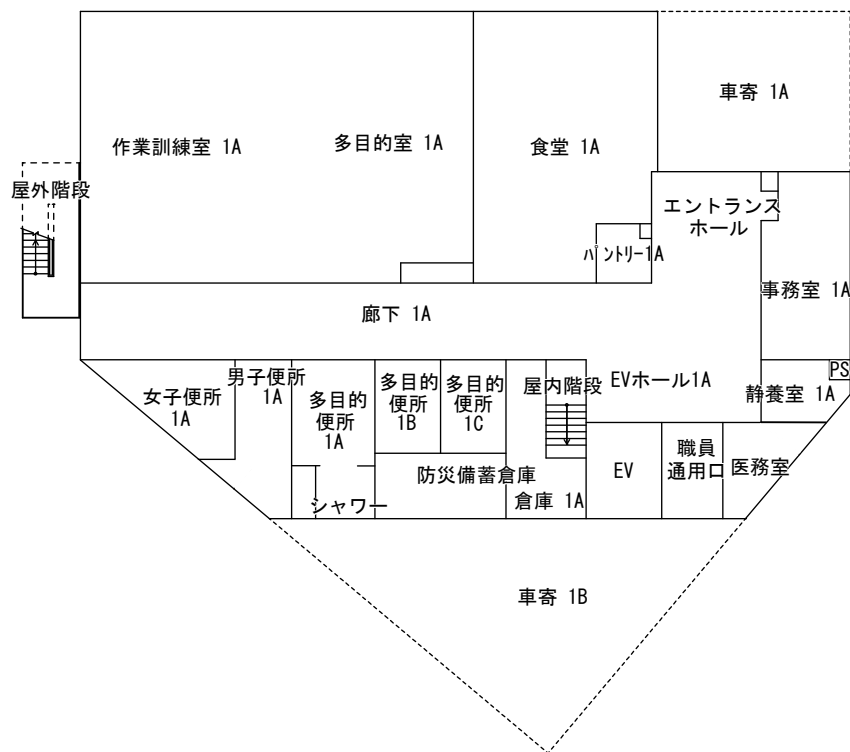 車寄 1A
作業訓練室 1A
多目的室 1A
食堂 1A
屋外階段
エントランス
ホール
パントリー1A
事務室 1A
廊下 1A
PS
男子便所
1A
女子便所
1A
多目的
便所
1A
多目的
便所
1B
多目的
便所
1C
屋内階段
EVホール1A
静養室 1A
防災備蓄倉庫
倉庫 1A
EV
職員
通用口
医務室
シャワー
車寄 1B